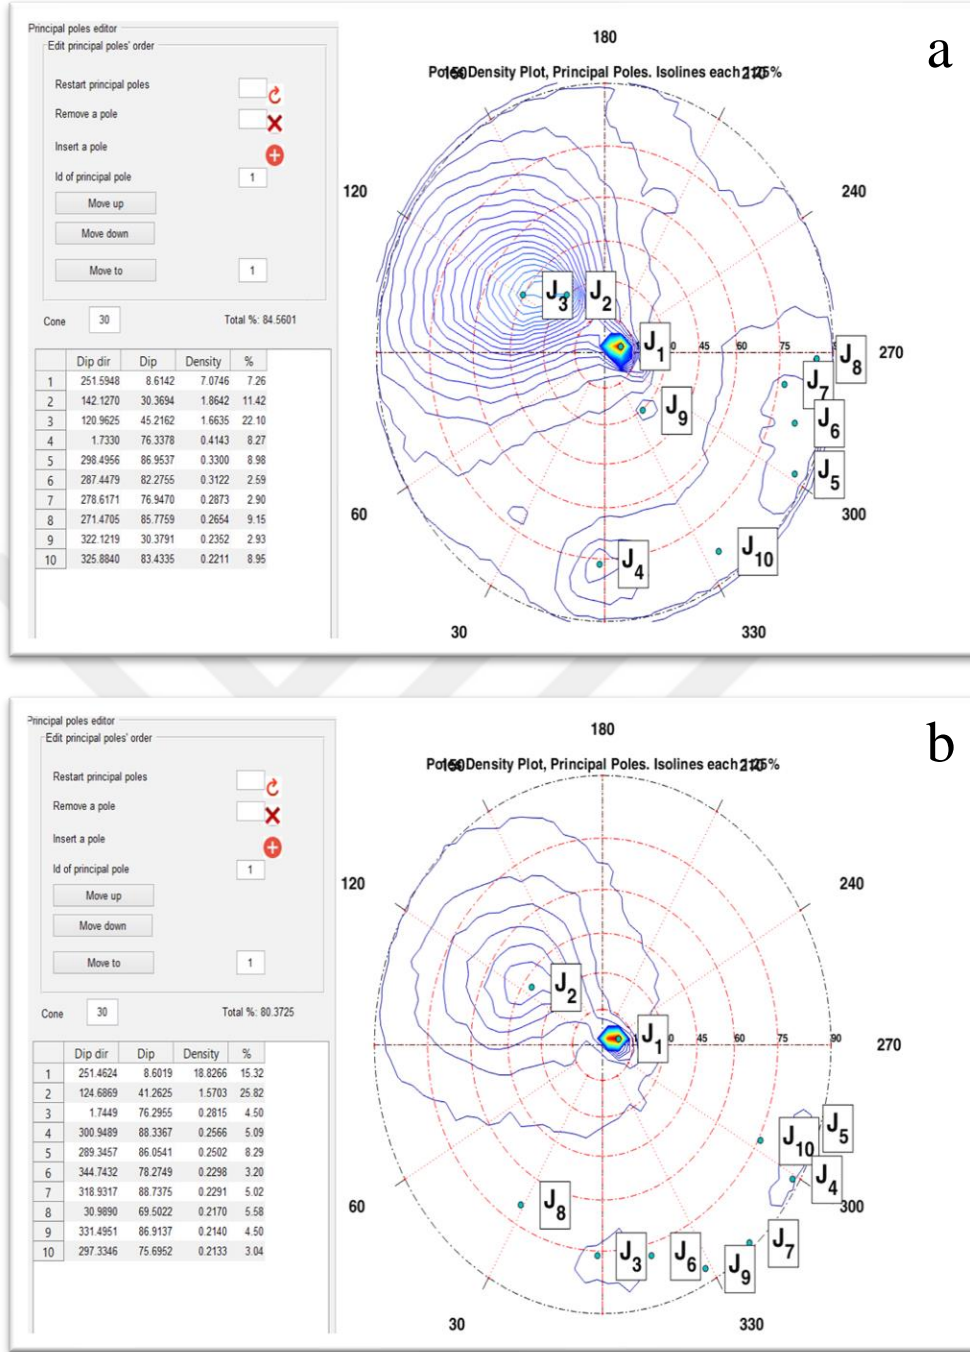 a
Principal poles editor
Edit principal poles' order
Restart principal poles
Remove a pole
Insert a pole
Id of principal pole 1
Move up
Move down
Move to 1
Cone 30 Total %: 84.5601
Dip dir Dip Density %
1 251.5948 8.6142 7.0746 7.26
2 142.1270 30.3694 1.8642 11.42
3 120.9625 45.2162 1.6635 22.10
4 1.7330 76.3378 0.4143 8.27
5 298.4956 86.9537 0.3300 8.98
6 287.4479 82.2755 0.3122 2.59
7 278.6171 76.9470 0.2873 2.90
8 271.4705 85.7759 0.2654 9.15
9 322.1219 30.3791 0.2352 2.93
10 325.8840 83.4335 0.2211 8.95
180
Density Plot, Principal Poles. Isolines each
120
240
J3
J2
J1
45
60
75
J8
270
J7
J9
J6
J5
60
300
J10
J4
30
330
b
Principal poles editor
Edit principal poles' order
Restart principal poles
Remove a pole
Insert a pole
Id of principal pole 1
Move up
Move down
Move to 1
Cone 30 Total %: 80.3725
Dip dir Dip Density %
1 251.4624 8.6019 18.8266 15.32
2 124.6869 41.2625 1.5703 25.82
3 1.7449 76.2955 0.2815 4.50
4 300.9489 88.3367 0.2566 5.09
5 289.3457 86.0541 0.2502 8.29
6 344.7432 78.2749 0.2298 3.20
7 318.9317 88.7375 0.2291 5.02
8 30.9890 69.5022 0.2170 5.58
9 331.4951 86.9137 0.2140 4.50
10 297.3346 75.6952 0.2133 3.04
180
Density Plot, Principal Poles. Isolines each
120
240
J2
J1
45
60
75
90
270
J5
J10
J4
60
J8
300
J7
J3
J6
J9
30
330